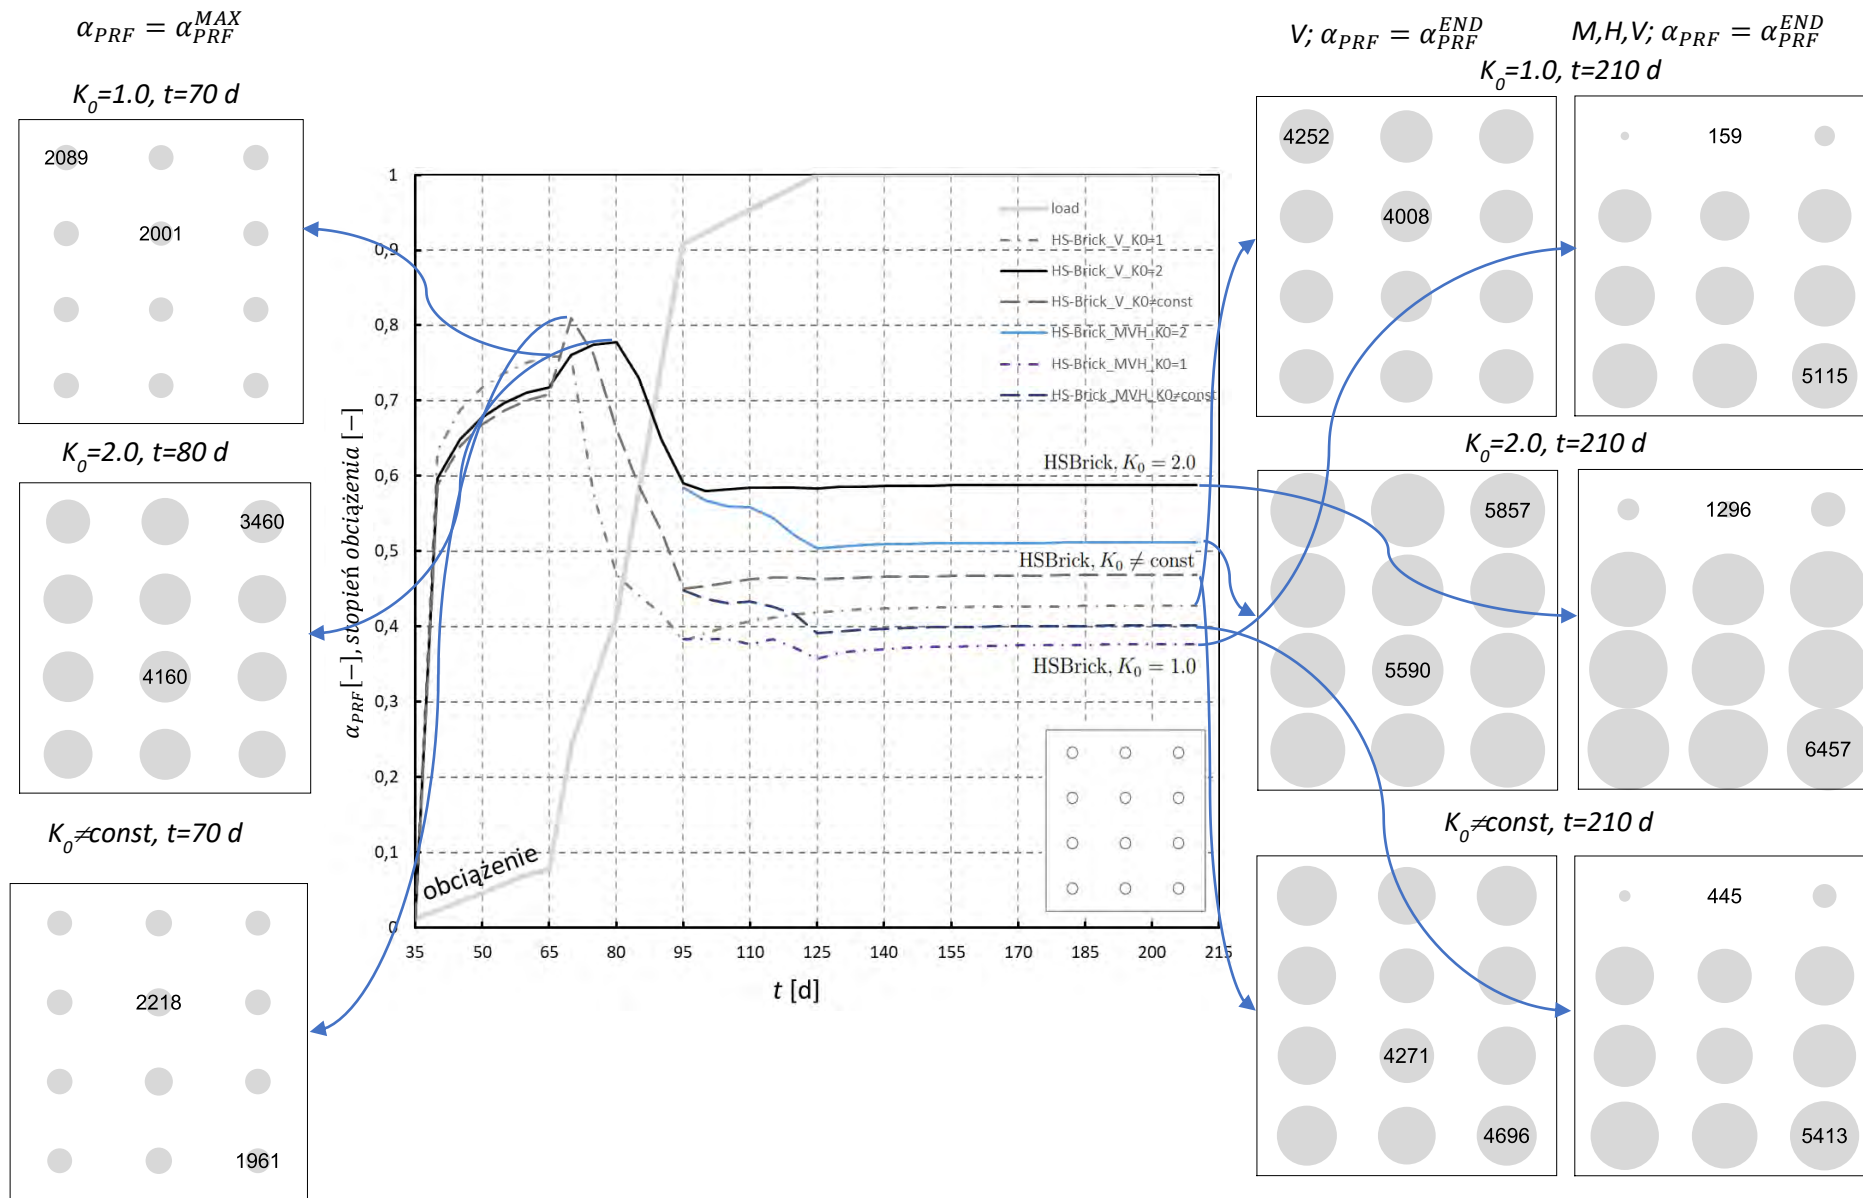 α_PRF = α_PRF^MAX
K₀=1.0, t=70 d
2089
2001
K₀=2.0, t=80 d
3460
4160
K₀≠const, t=70 d
2218
1961
α_PRF [−], stopień obciążenia [−]
1
0,9
0,8
0,7
0,6
0,5
0,4
0,3
0,2
0,1
0
35 50 65 80 95 110 125 140 155 170 185 200 215
t [d]
obciążenie
load
HS-Brick_V_K0=1
HS-Brick_V_K0=2
HS-Brick_V_K0≠const
HS-Brick_MVH_K0=2
HS-Brick_MVH_K0=1
HS-Brick_MVH_K0≠const
HSBrick, K₀ = 2.0
HSBrick, K₀ ≠ const
HSBrick, K₀ = 1.0
V; α_PRF = α_PRF^END
M,H,V; α_PRF = α_PRF^END
K₀=1.0, t=210 d
4252
4008
159
5115
K₀=2.0, t=210 d
5857
5590
1296
6457
K₀≠const, t=210 d
4271
4696
445
5413